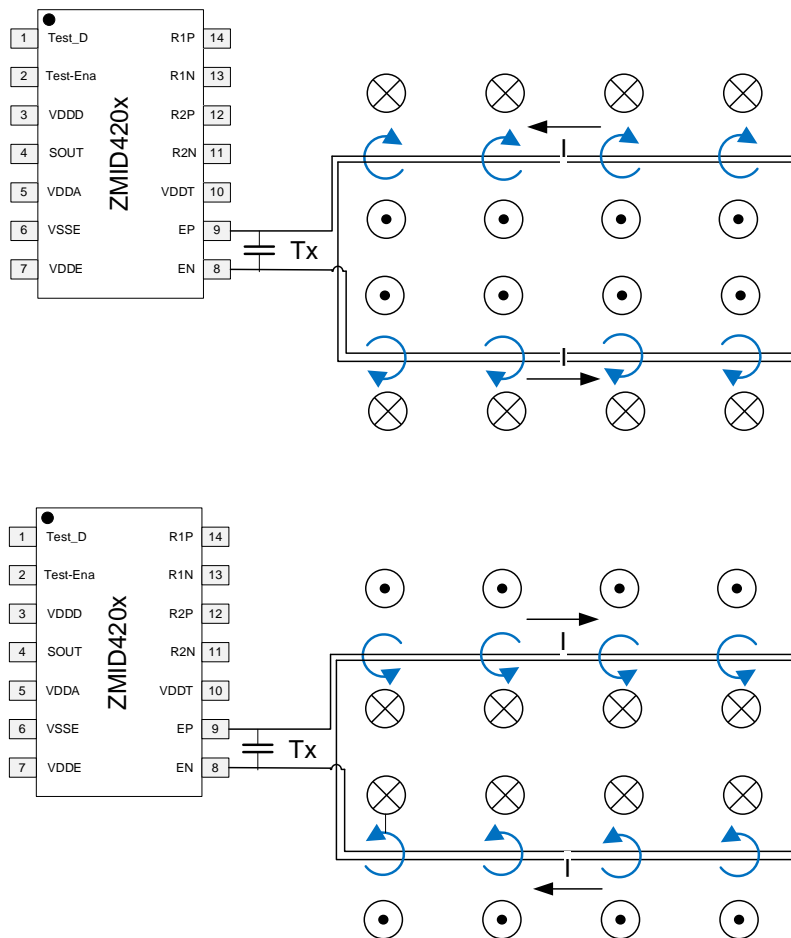 1 Test_D R1P 14
2 Test-Ena R1N 13
3 VDDD R2P 12
4 SOUT R2N 11
5 VDDA VDDT 10
6 VSSE EP 9
7 VDDE EN 8
ZMID420x
Tx
I
I
1 Test_D R1P 14
2 Test-Ena R1N 13
3 VDDD R2P 12
4 SOUT R2N 11
5 VDDA VDDT 10
6 VSSE EP 9
7 VDDE EN 8
ZMID420x
Tx
I
I